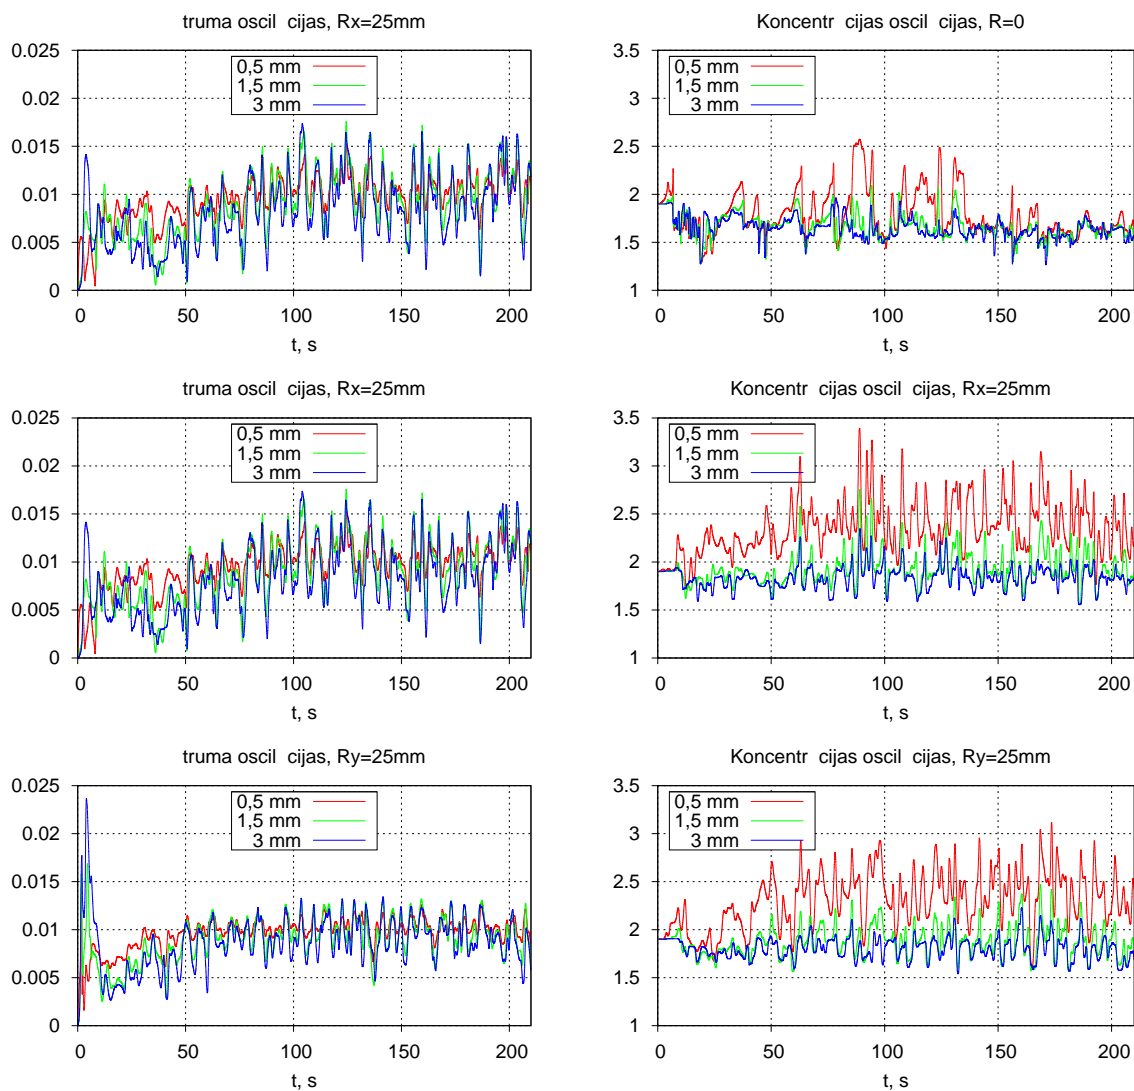 truma oscil cijas, Rx=25mm
0.025
0.02
0.015
0.01
0.005
0
0,5 mm
1,5 mm
3 mm
0 50 100 150 200
t, s
Koncentr cijas oscil cijas, R=0
3.5
3
2.5
2
1.5
1
0,5 mm
1,5 mm
3 mm
0 50 100 150 200
t, s
truma oscil cijas, Rx=25mm
0.025
0.02
0.015
0.01
0.005
0
0,5 mm
1,5 mm
3 mm
0 50 100 150 200
t, s
Koncentr cijas oscil cijas, Rx=25mm
3.5
3
2.5
2
1.5
1
0,5 mm
1,5 mm
3 mm
0 50 100 150 200
t, s
truma oscil cijas, Ry=25mm
0.025
0.02
0.015
0.01
0.005
0
0,5 mm
1,5 mm
3 mm
0 50 100 150 200
t, s
Koncentr cijas oscil cijas, Ry=25mm
3.5
3
2.5
2
1.5
1
0,5 mm
1,5 mm
3 mm
0 50 100 150 200
t, s